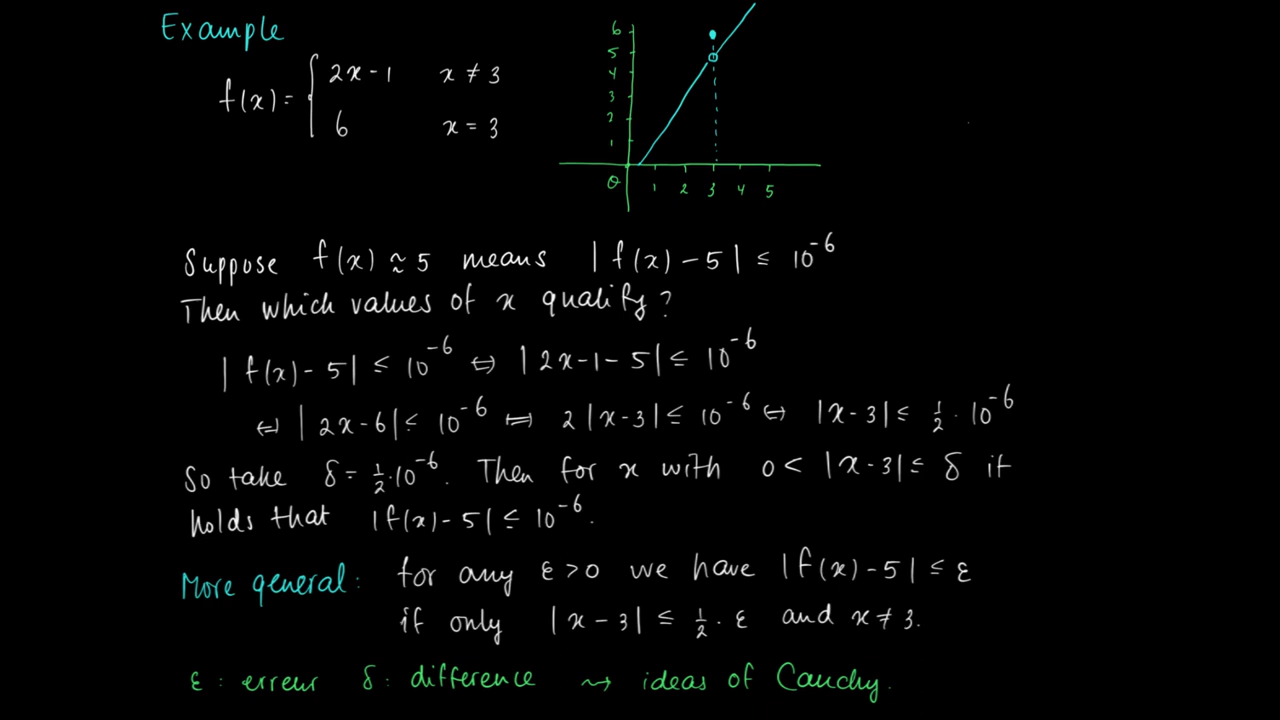 Example
f(x) = { 2x - 1 x ≠ 3
6 x = 3
6
5
4
3
2
1
0 1 2 3 4 5
Suppose f(x) ≈ 5 means |f(x) - 5| ≤ 10^-6
Then which values of x qualify?
|f(x) - 5| ≤ 10^-6 ⇔ |2x - 1 - 5| ≤ 10^-6
⇔ |2x - 6| ≤ 10^-6 ⇔ 2|x - 3| ≤ 10^-6 ⇔ |x - 3| ≤ 1/2 · 10^-6
So take δ = 1/2 · 10^-6. Then for x with 0 < |x - 3| ≤ δ it
holds that |f(x) - 5| ≤ 10^-6.
More general: for any ε > 0 we have |f(x) - 5| ≤ ε
if only |x - 3| ≤ 1/2 · ε and x ≠ 3.
ε : erreur δ : différence ⇝ ideas of Cauchy.